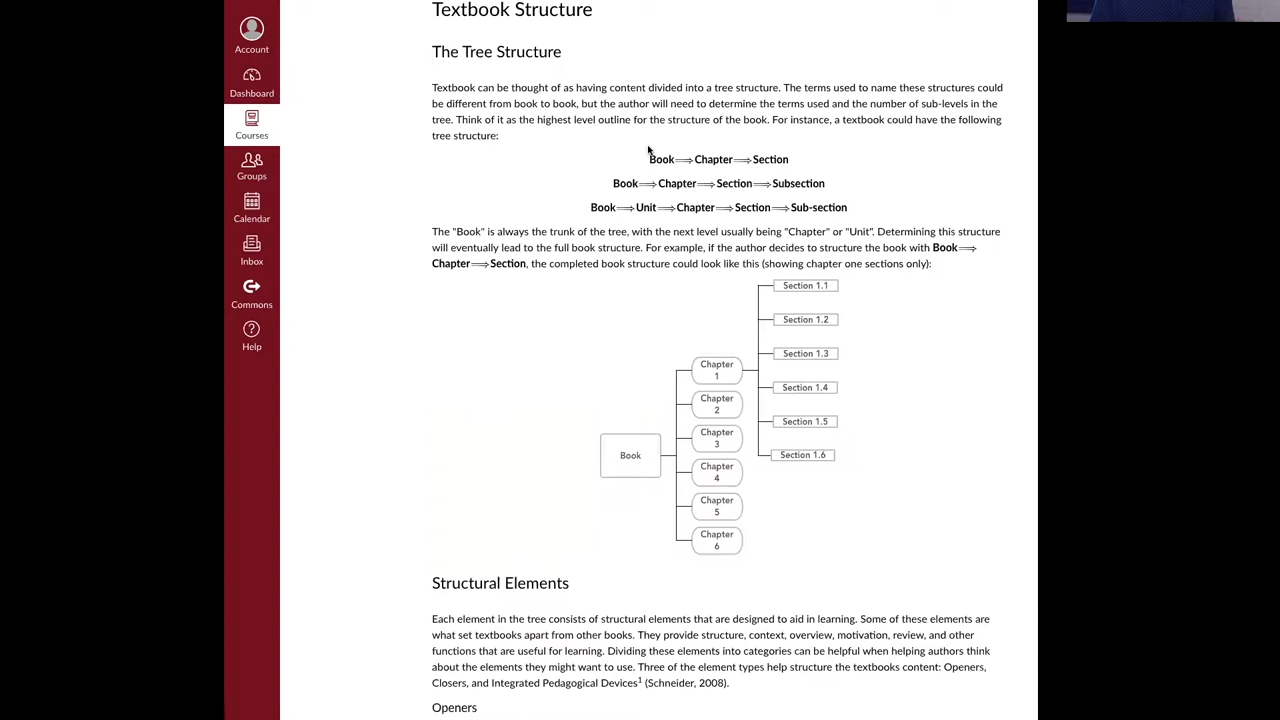 Account
Dashboard
Courses
Groups
Calendar
Inbox
Commons
Help
Textbook Structure
The Tree Structure
Textbook can be thought of as having content divided into a tree structure. The terms used to name these structures could
be different from book to book, but the author will need to determine the terms used and the number of sub-levels in the
tree. Think of it as the highest level outline for the structure of the book. For instance, a textbook could have the following
tree structure:
Book⟹Chapter⟹Section
Book⟹Chapter⟹Section⟹Subsection
Book⟹Unit⟹Chapter⟹Section⟹Sub-section
The "Book" is always the trunk of the tree, with the next level usually being "Chapter" or "Unit". Determining this structure
will eventually lead to the full book structure. For example, if the author decides to structure the book with Book⟹
Chapter⟹Section, the completed book structure could look like this (showing chapter one sections only):
Book
Chapter
1
Chapter
2
Chapter
3
Chapter
4
Chapter
5
Chapter
6
Section 1.1
Section 1.2
Section 1.3
Section 1.4
Section 1.5
Section 1.6
Structural Elements
Each element in the tree consists of structural elements that are designed to aid in learning. Some of these elements are
what set textbooks apart from other books. They provide structure, context, overview, motivation, review, and other
functions that are useful for learning. Dividing these elements into categories can be helpful when helping authors think
about the elements they might want to use. Three of the element types help structure the textbooks content: Openers,
Closers, and Integrated Pedagogical Devices¹ (Schneider, 2008).
Openers